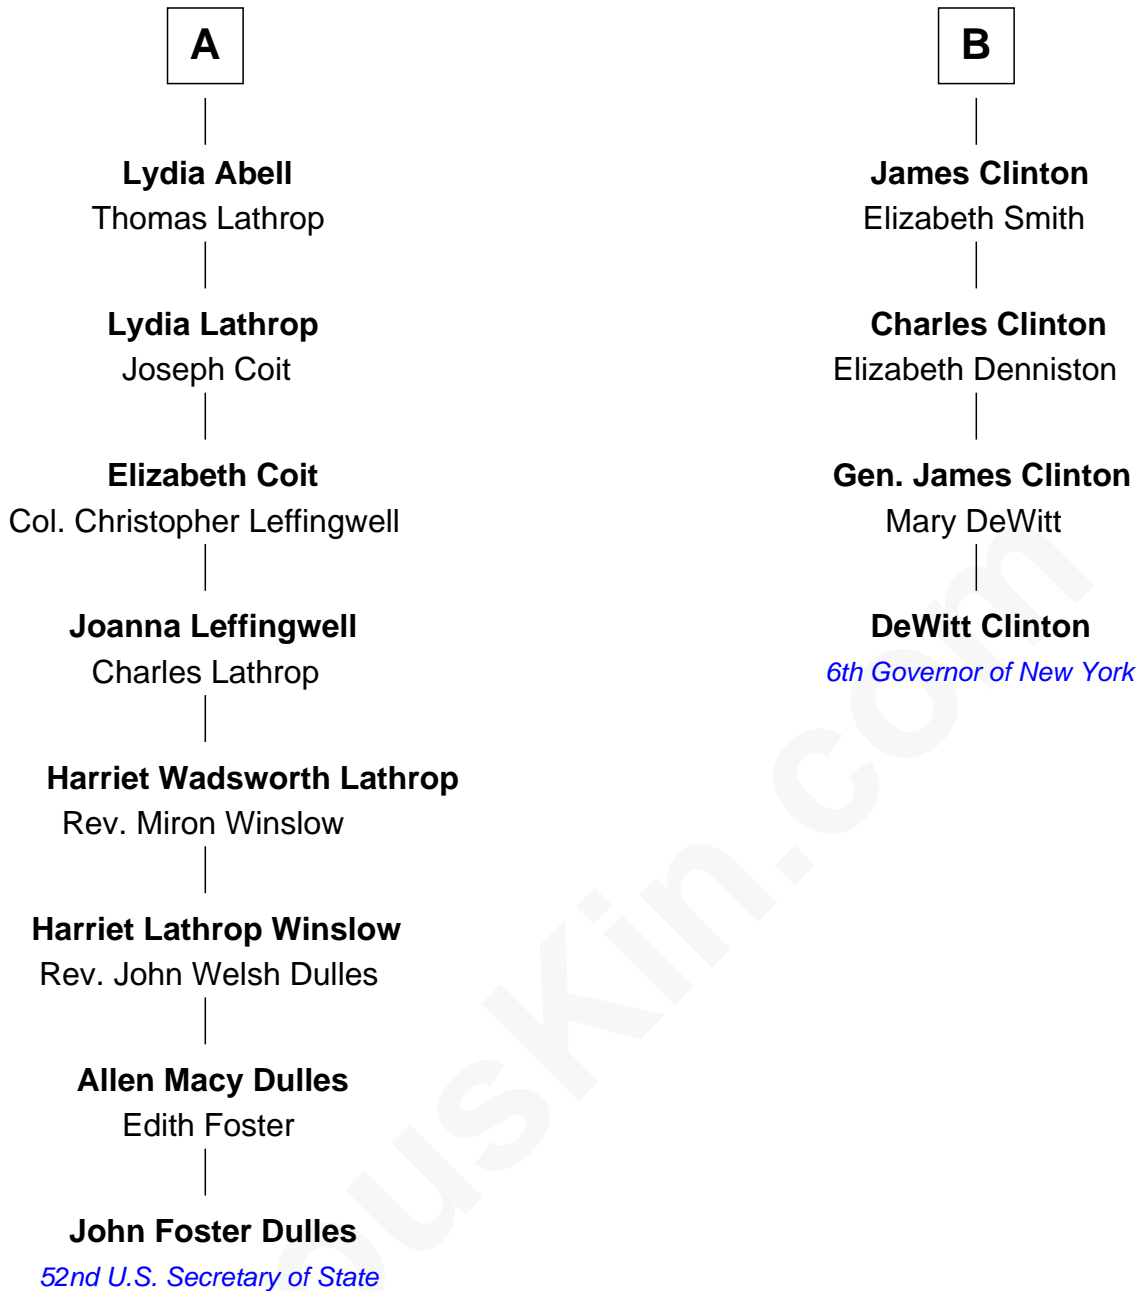 A
Lydia Abell
Thomas Lathrop
Lydia Lathrop
Joseph Coit
Elizabeth Coit
Col. Christopher Leffingwell
Joanna Leffingwell
Charles Lathrop
Harriet Wadsworth Lathrop
Rev. Miron Winslow
Harriet Lathrop Winslow
Rev. John Welsh Dulles
Allen Macy Dulles
Edith Foster
John Foster Dulles
52nd U.S. Secretary of State
B
James Clinton
Elizabeth Smith
Charles Clinton
Elizabeth Denniston
Gen. James Clinton
Mary DeWitt
DeWitt Clinton
6th Governor of New York
ousKin.com